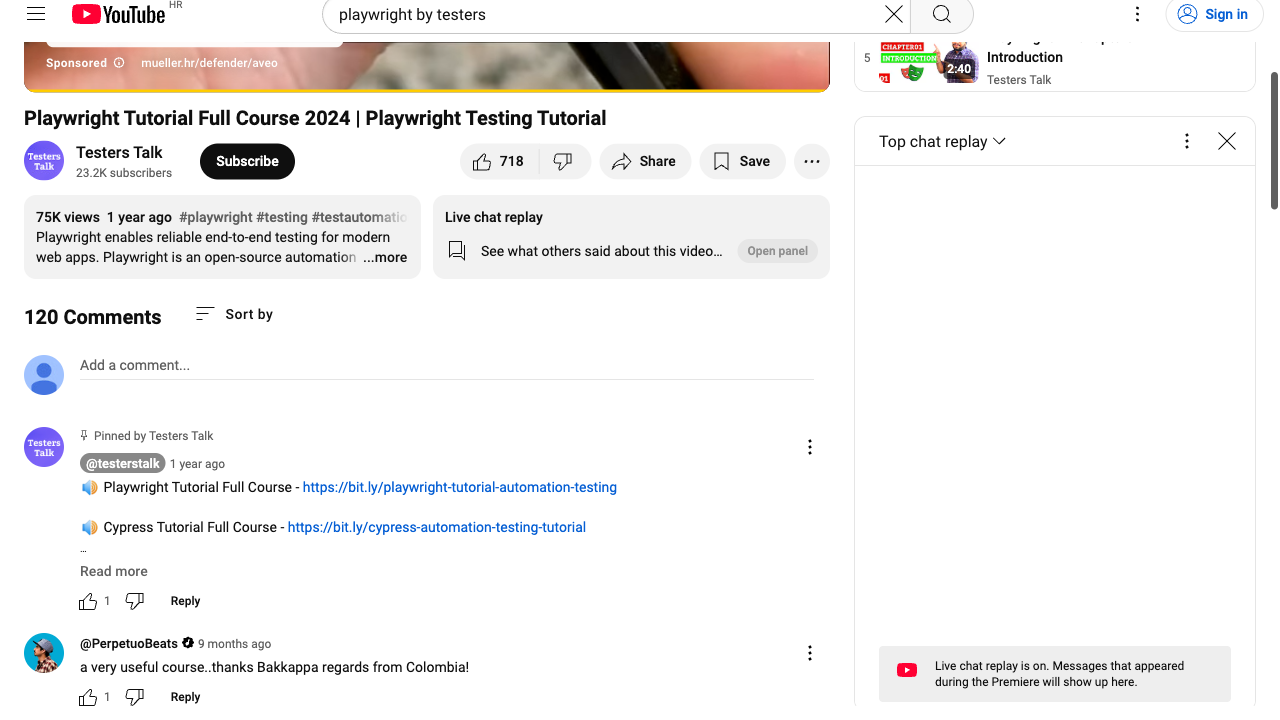 YouTube HR
playwright by testers
Sign in
Sponsored mueller.hr/defender/aveo
5
CHAPTER01
INTRODUCTION
2:40
Introduction
Testers Talk
Playwright Tutorial Full Course 2024 | Playwright Testing Tutorial
Testers Talk
Testers Talk
23.2K subscribers
Subscribe
718
Share
Save
75K views 1 year ago #playwright #testing #testautomatio
Playwright enables reliable end-to-end testing for modern
web apps. Playwright is an open-source automation ...more
Live chat replay
See what others said about this video...
Open panel
Top chat replay
120 Comments
Sort by
Add a comment...
Testers Talk
Pinned by Testers Talk
@testerstalk 1 year ago
Playwright Tutorial Full Course - https://bit.ly/playwright-tutorial-automation-testing
Cypress Tutorial Full Course - https://bit.ly/cypress-automation-testing-tutorial
...
Read more
1 Reply
@PerpetuoBeats 9 months ago
a very useful course..thanks Bakkappa regards from Colombia!
1 Reply
Live chat replay is on. Messages that appeared
during the Premiere will show up here.